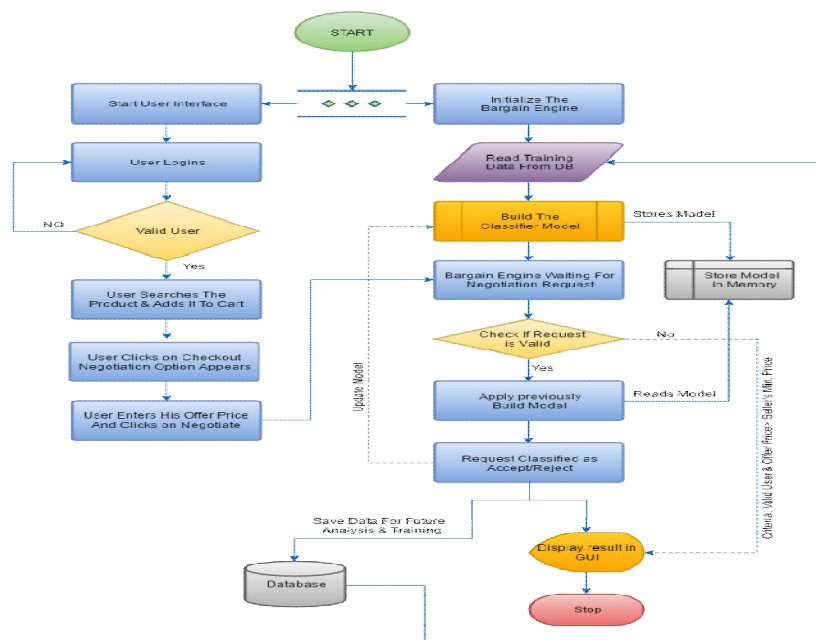 START
Start User Interface
Initialize The
Bargain Engine
User Logins
Read Training
Data From DB
NO
Valid User
Build The
Classifier Model
Stores Model
Yes
User Searches The
Product & Adds It To Cart
Bargain Engine Waiting For
Negotiation Request
Store Model
In Memory
Check If Request
is Valid
No
User Clicks on Checkout
Negotiation Option Appears
Yes
Update Model
Apply previously
Build Model
Reads Model
User Enters His Offer Price
And Clicks on Negotiate
Criteria: Valid User & Offer Price> Seller's Min. Price
Request Classified as
Accept/Reject
Save Data For Future
Analysis & Training
Display result in
GUI
Database
Stop